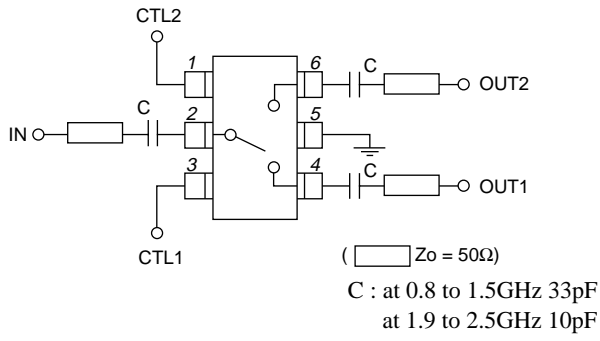 CTL2
1
6
C
OUT2
C
2
5
IN
3
4
C
OUT1
CTL1
( Zo = 50Ω)
C : at 0.8 to 1.5GHz 33pF
at 1.9 to 2.5GHz 10pF